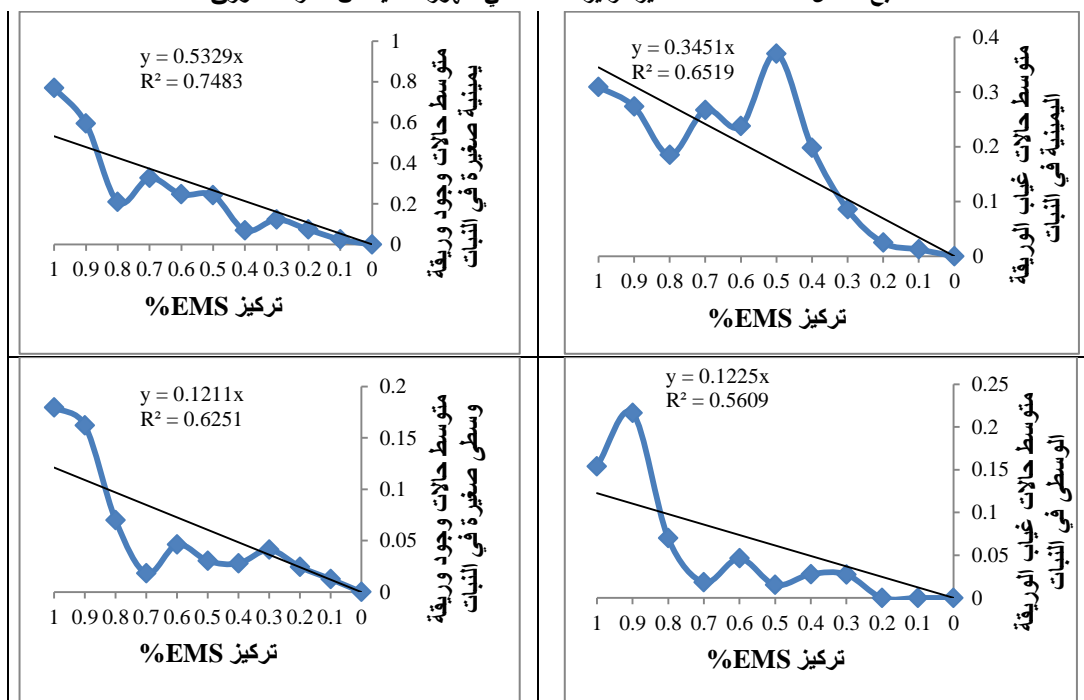 y = 0.3451x
R² = 0.6519
0.4
0.3
0.2
0.1
0
متوسط حالات غياب الوريقة
اليمينية في النبات
1 0.9 0.8 0.7 0.6 0.5 0.4 0.3 0.2 0.1 0
تركيز EMS%
y = 0.5329x
R² = 0.7483
1
0.8
0.6
0.4
0.2
0
متوسط حالات وجود وريقة
يمينية صغيرة في النبات
1 0.9 0.8 0.7 0.6 0.5 0.4 0.3 0.2 0.1 0
تركيز EMS%
y = 0.1225x
R² = 0.5609
0.25
0.2
0.15
0.1
0.05
0
متوسط حالات غياب الوريقة
الوسطى في النبات
1 0.9 0.8 0.7 0.6 0.5 0.4 0.3 0.2 0.1 0
تركيز EMS%
y = 0.1211x
R² = 0.6251
0.2
0.15
0.1
0.05
0
متوسط حالات وجود وريقة
وسطى صغيرة في النبات
1 0.9 0.8 0.7 0.6 0.5 0.4 0.3 0.2 0.1 0
تركيز EMS%